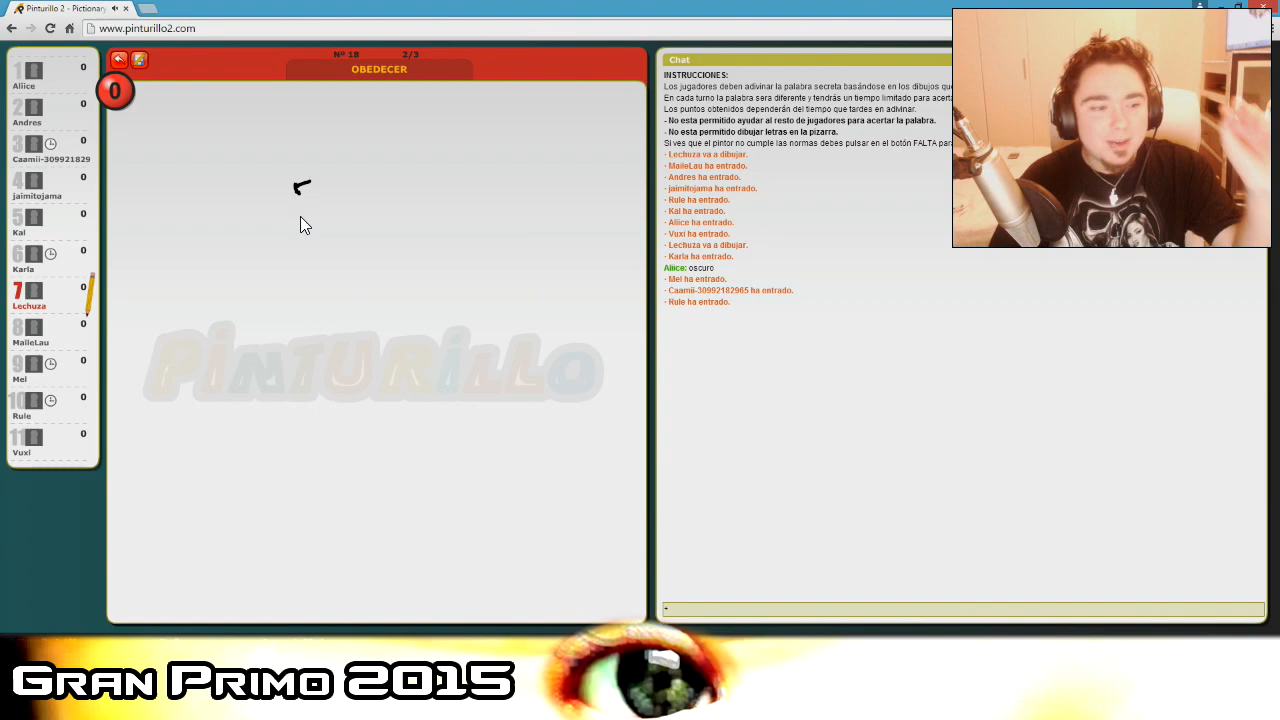 Pinturillo 2 - Pictionary
www.pinturillo2.com
Nº 18
2/3
OBEDECER
0
1
0
Aliice
2
0
Andres
3
0
Caamii-309921829
4
0
jaimitojama
5
0
Kal
6
0
Karla
7
0
Lechuza
8
0
MaileLau
9
0
Mel
10
0
Rule
11
0
Vuxi
PINTURILLO
Chat
INSTRUCCIONES:
Los jugadores deben adivinar la palabra secreta basándose en los dibujos que
En cada turno la palabra sera diferente y tendrás un tiempo limitado para acerta
Los puntos obtenidos dependerán del tiempo que tardes en adivinar.
- No esta permitido ayudar al resto de jugadores para acertar la palabra.
- No esta permitido dibujar letras en la pizarra.
Si ves que el pintor no cumple las normas debes pulsar en el botón FALTA par
· Lechuza va a dibujar.
· MaileLau ha entrado.
· Andres ha entrado.
· jaimitojama ha entrado.
· Rule ha entrado.
· Kal ha entrado.
· Aliice ha entrado.
· Vuxi ha entrado.
· Lechuza va a dibujar.
· Karla ha entrado.
Aliice: oscuro
· Mel ha entrado.
· Caamii-30992182965 ha entrado.
· Rule ha entrado.
Gran Primo 2015